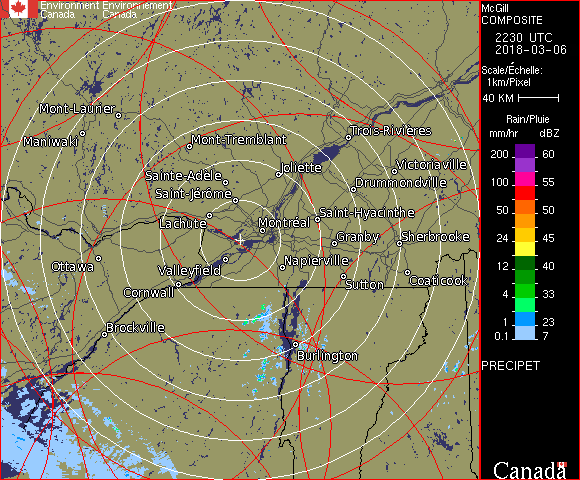 Environment Environnement
Canada Canada
McGill
COMPOSITE
2230 UTC
2018-03-06
Scale/Échelle:
1km/Pixel
40 KM
Rain/Pluie
mm/hr dBZ
200 60
100 55
50 50
24 45
12 40
4 33
1 23
0.1 7
PRECIPET
Canada
Mont-Laurier
Maniwaki
Mont-Tremblant
Trois-Rivières
Joliette
Victoriaville
Sainte-Adèle
Drummondville
Saint-Jérôme
Lachute
Montréal
Saint-Hyacinthe
Granby
Sherbrooke
Ottawa
Valleyfield
Napierville
Cornwall
Sutton
Coaticook
Brockville
Burlington